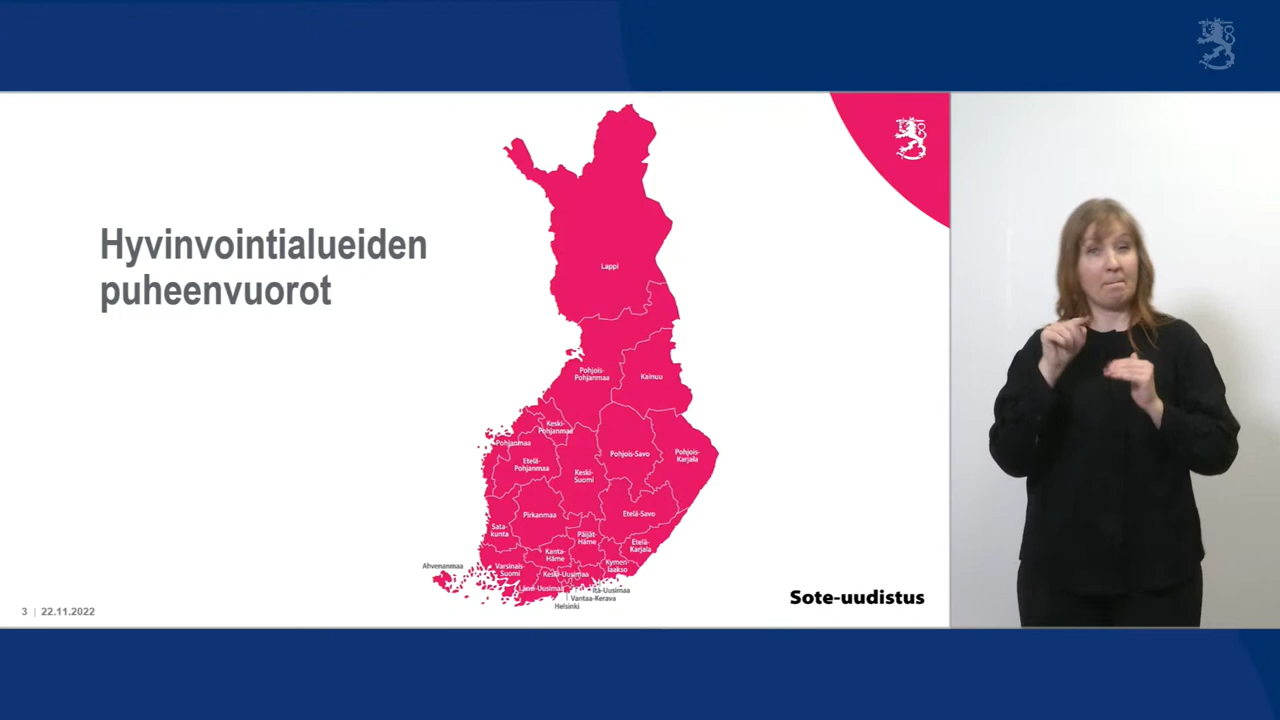 Hyvinvointialueiden
puheenvuorot
Lappi
Pohjois-
Pohjanmaa
Kainuu
Keski-
Pohjanmaa
Pohjanmaa
Etelä-
Pohjanmaa
Keski-
Suomi
Pohjois-Savo
Pohjois-
Karjala
Pirkanmaa
Etelä-Savo
Sata-
kunta
Päijät-
Häme
Kanta-
Häme
Etelä-
Karjala
Kymen-
laakso
Ahvenanmaa
Varsinais-
Suomi
Keski-Uusimaa
Länsi-Uusimaa
Itä-Uusimaa
Vantaa-Kerava
Helsinki
Sote-uudistus
3 | 22.11.2022